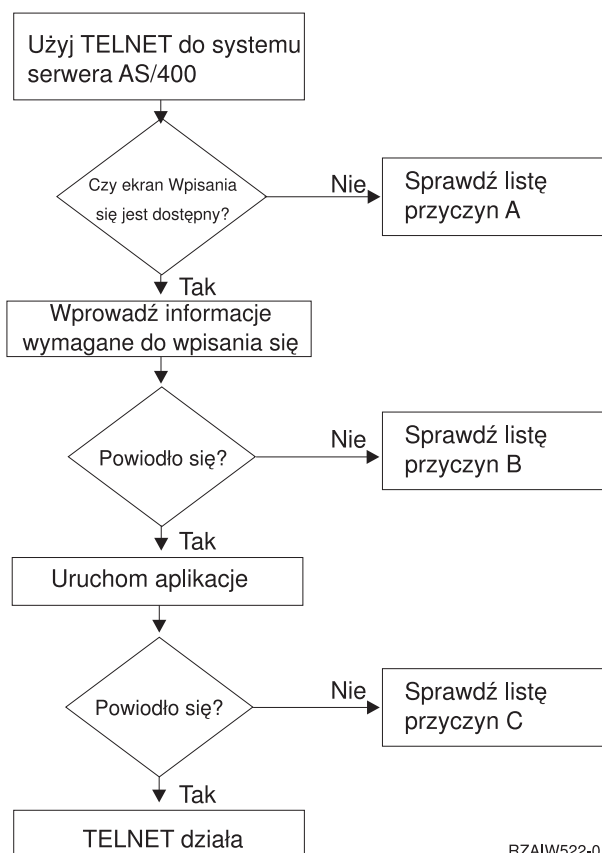 Użyj TELNET do systemu
serwera AS/400
Czy ekran Wpisania
się jest dostępny?
Nie
Sprawdź listę
przyczyn A
Tak
Wprowadź informacje
wymagane do wpisania się
Powiodło się?
Nie
Sprawdź listę
przyczyn B
Tak
Uruchom aplikacje
Powiodło się?
Nie
Sprawdź listę
przyczyn C
Tak
TELNET działa
RZAIW522-0